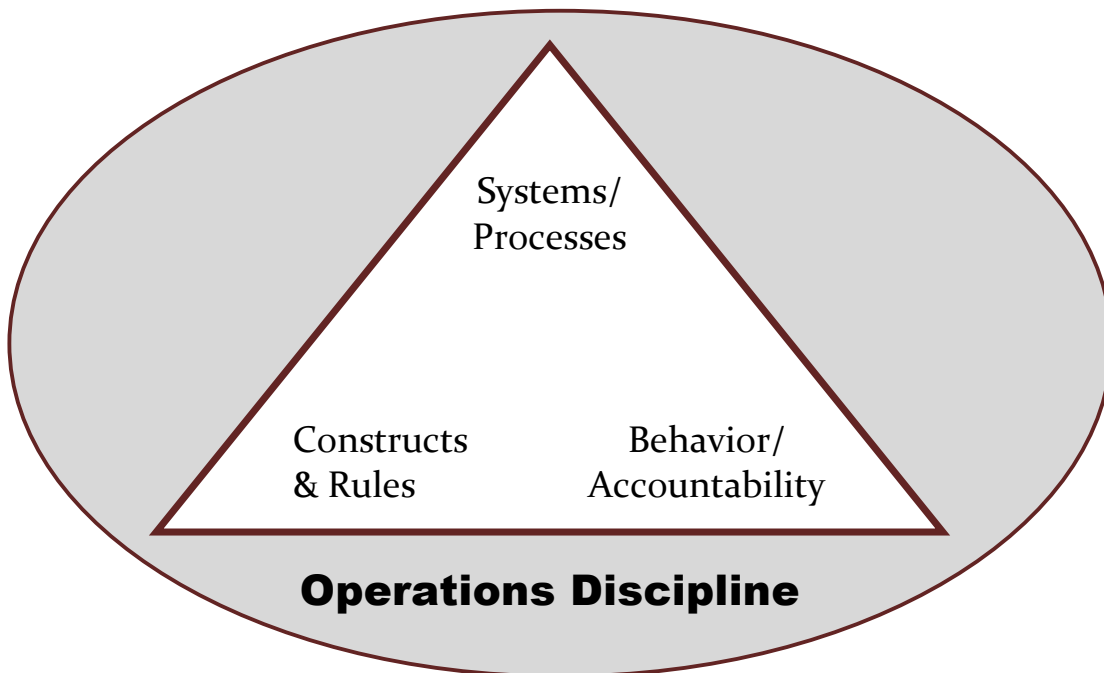 Systems/
Processes
Constructs
& Rules
Behavior/
Accountability
Operations Discipline